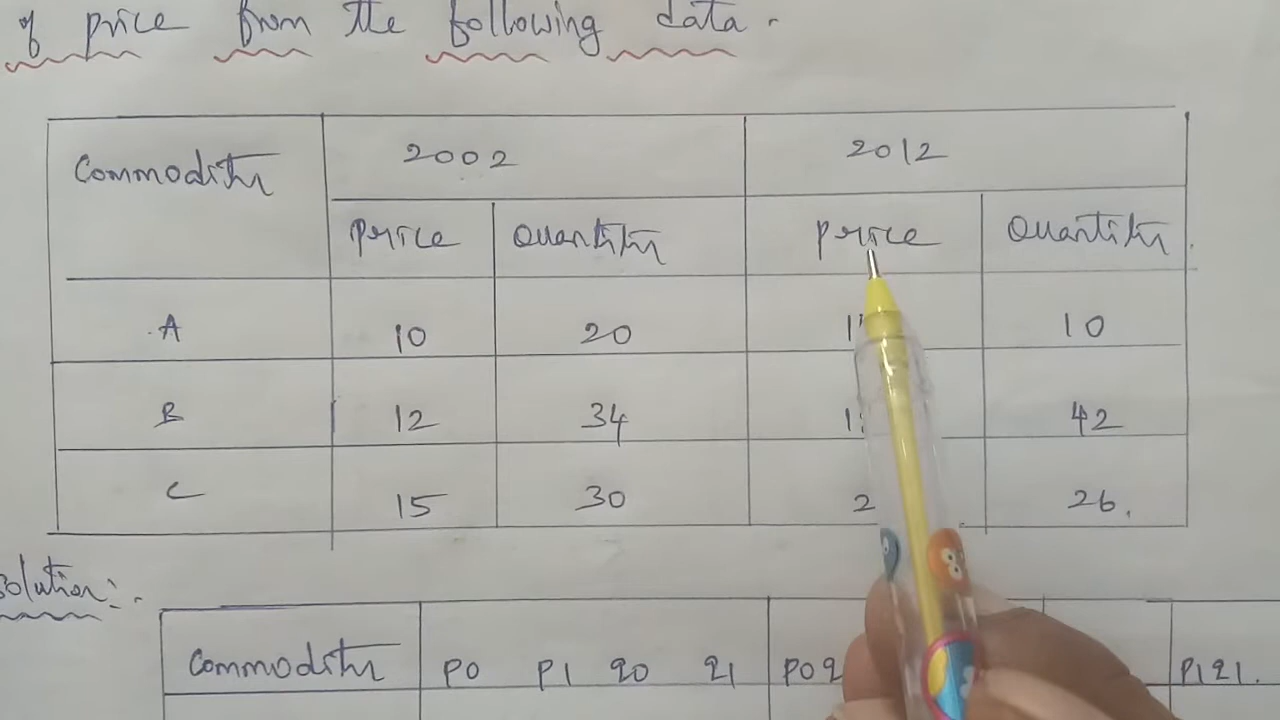 of price from the following data.
Commodity 2002 2012
Price Quantity Price Quantity
A 10 20 10
B 12 34 42
C 15 30 26.
Solution:-
Commodity P0 P1 q0 q1 P0q P1q1.